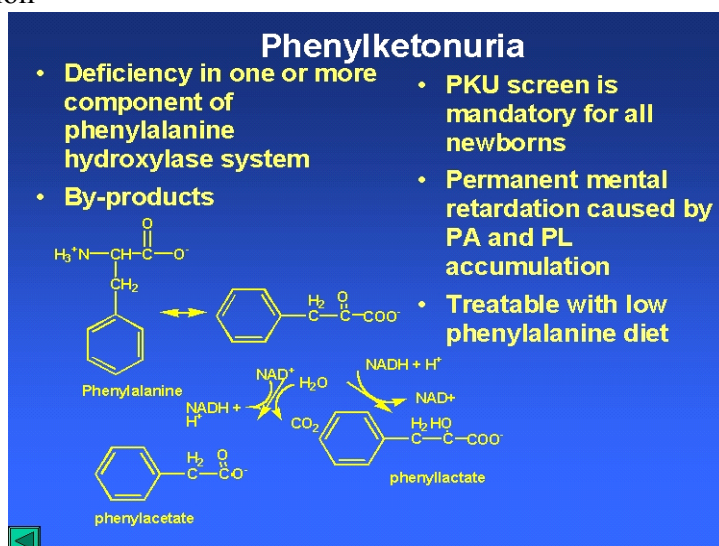 ion
Phenylketonuria
• Deficiency in one or more
component of
phenylalanine
hydroxylase system
• By-products
• PKU screen is
mandatory for all
newborns
• Permanent mental
retardation caused by
PA and PL
accumulation
• Treatable with low
phenylalanine diet
O
H₃⁺N—CH—C—O⁻
CH₂
Phenylalanine
H₂ O
C—C—COO⁻
NAD⁺
H₂O
NADH + H⁺
NADH +
H⁺
NAD+
CO₂
H₂ HO
C—C—COO⁻
phenyllactate
H₂ O
C—C-O⁻
phenylacetate